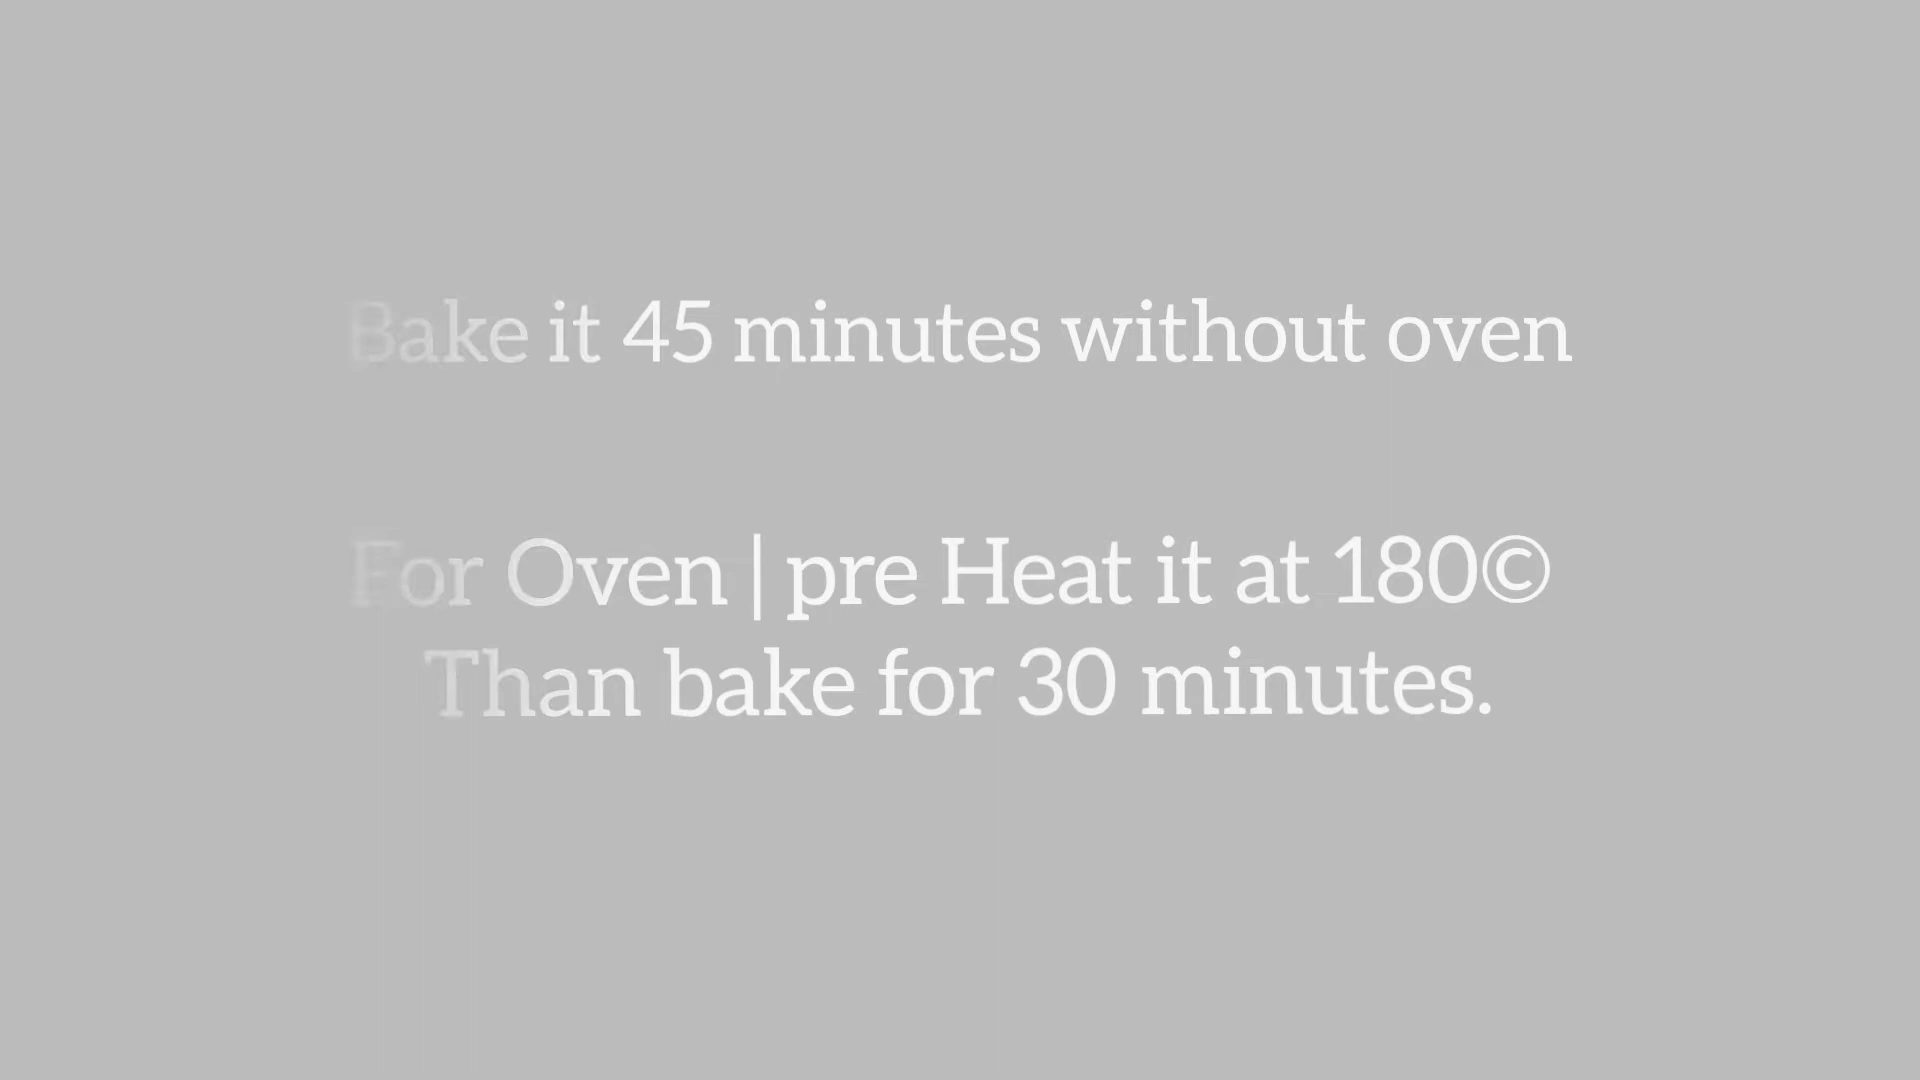 Bake it 45 minutes without oven
For Oven | pre Heat it at 180©
Than bake for 30 minutes.